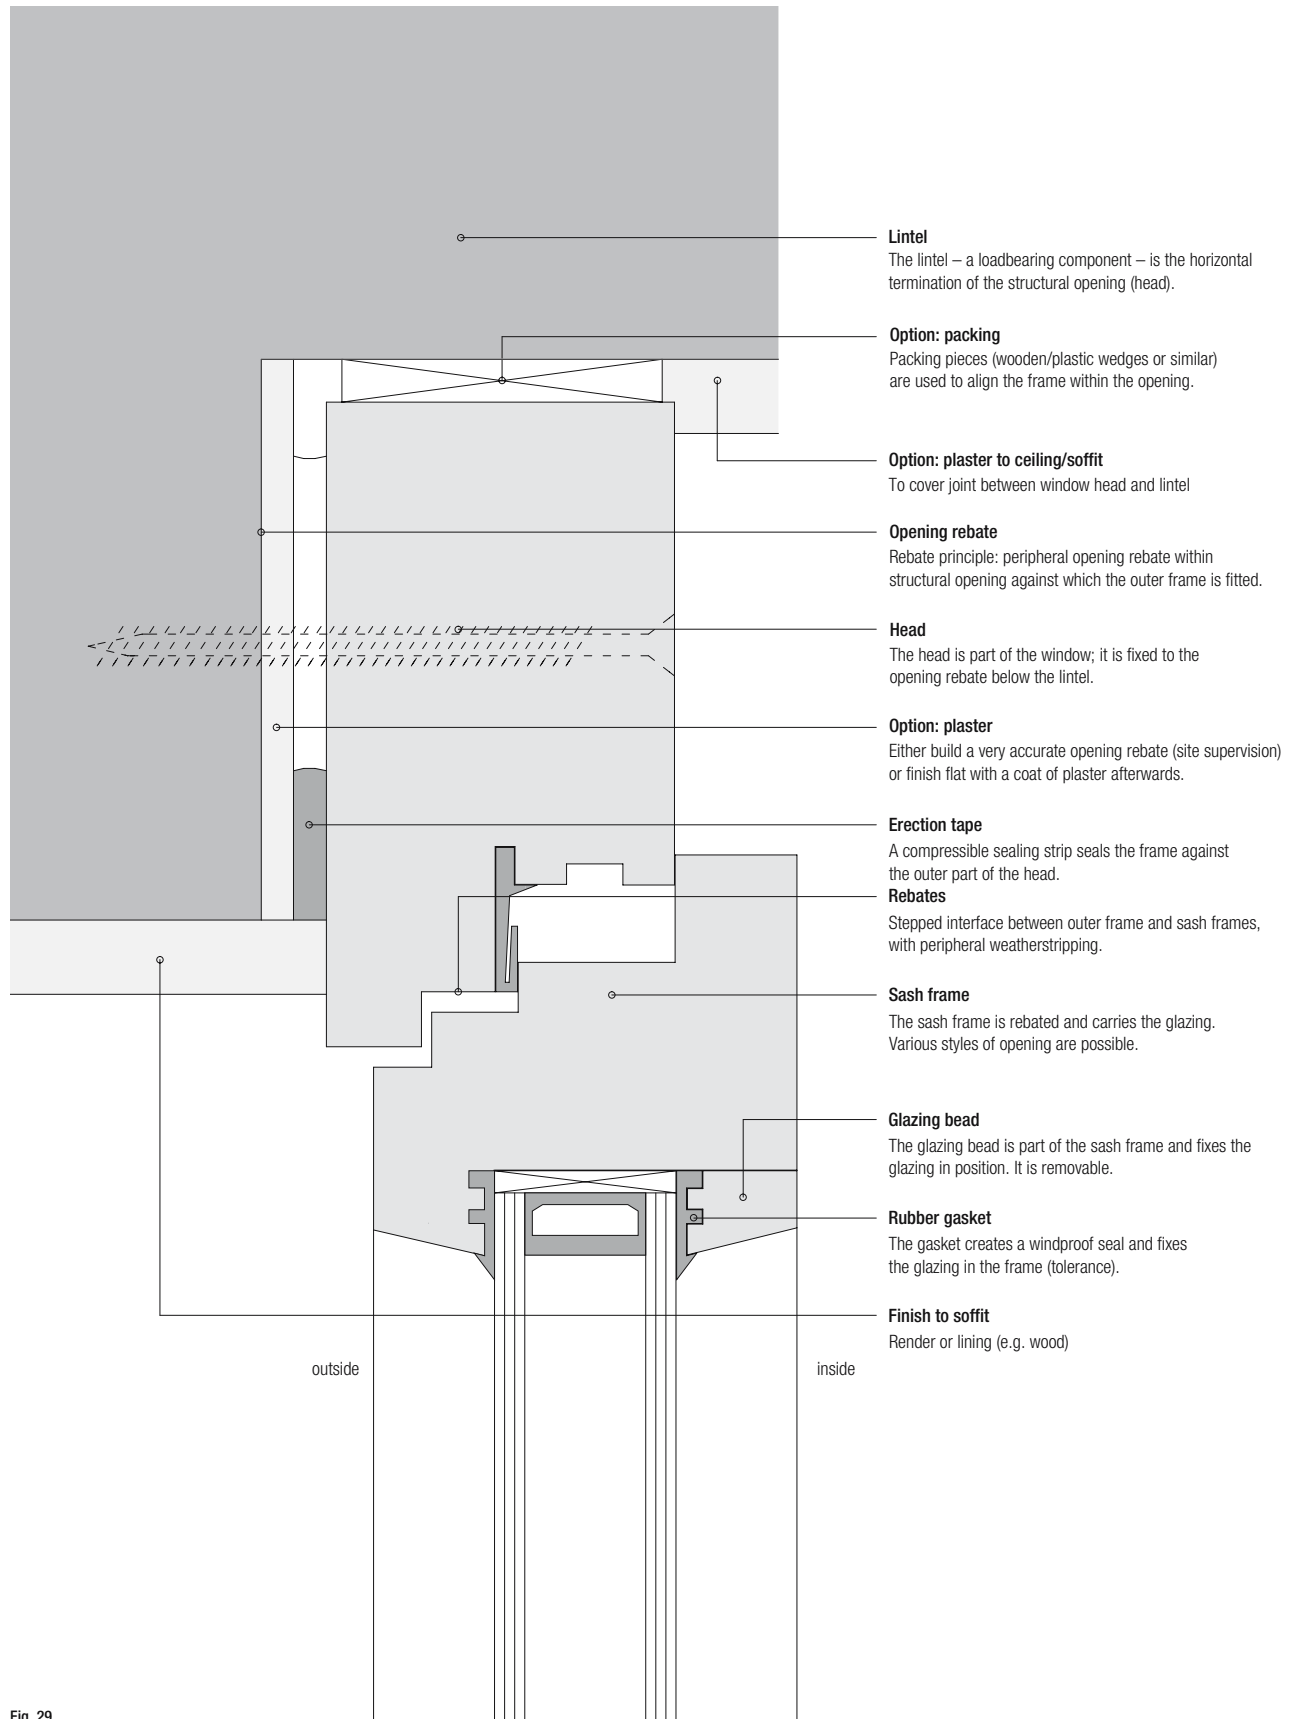 Lintel
The lintel – a loadbearing component – is the horizontal
termination of the structural opening (head).
Option: packing
Packing pieces (wooden/plastic wedges or similar)
are used to align the frame within the opening.
Option: plaster to ceiling/soffit
To cover joint between window head and lintel
Opening rebate
Rebate principle: peripheral opening rebate within
structural opening against which the outer frame is fitted.
Head
The head is part of the window; it is fixed to the
opening rebate below the lintel.
Option: plaster
Either build a very accurate opening rebate (site supervision)
or finish flat with a coat of plaster afterwards.
Erection tape
A compressible sealing strip seals the frame against
the outer part of the head.
Rebates
Stepped interface between outer frame and sash frames,
with peripheral weatherstripping.
Sash frame
The sash frame is rebated and carries the glazing.
Various styles of opening are possible.
Glazing bead
The glazing bead is part of the sash frame and fixes the
glazing in position. It is removable.
Rubber gasket
The gasket creates a windproof seal and fixes
the glazing in the frame (tolerance).
Finish to soffit
Render or lining (e.g. wood)
outside
inside
Fig. 29